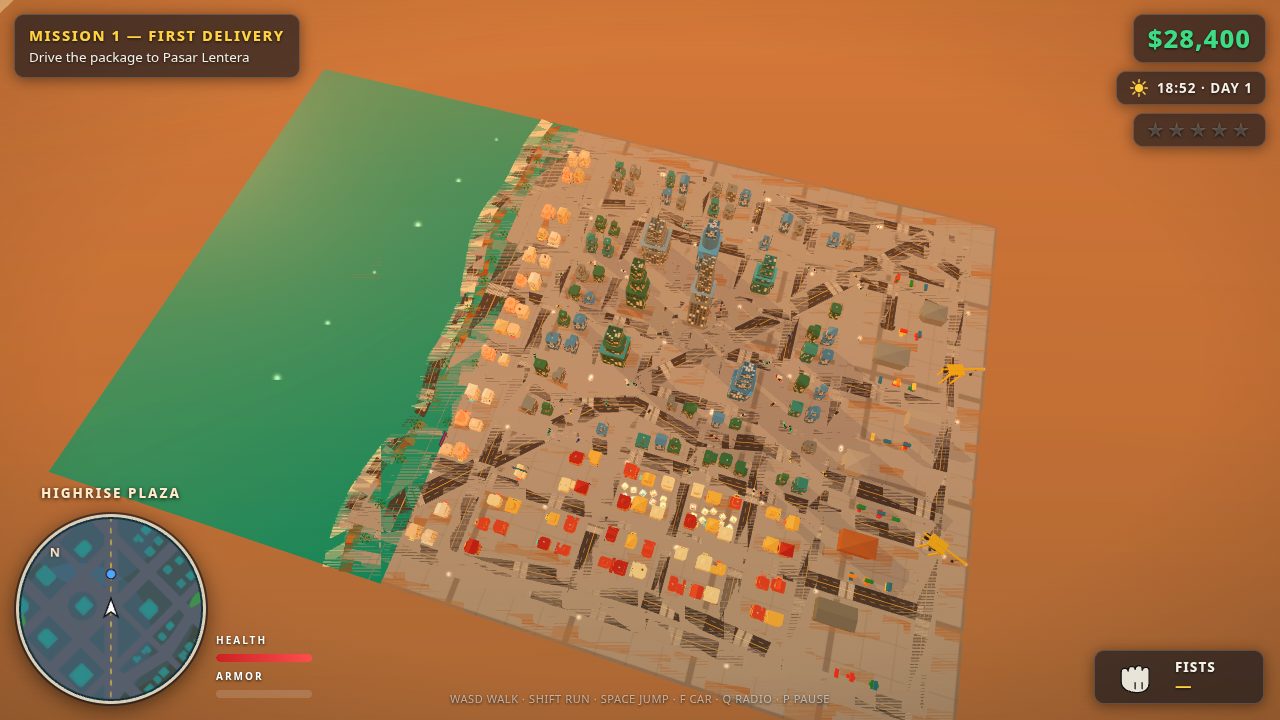 MISSION 1 — FIRST DELIVERY
Drive the package to Pasar Lentera
$28,400
18:52 · DAY 1
HIGHRISE PLAZA
N
HEALTH
ARMOR
WASD WALK · SHIFT RUN · SPACE JUMP · F CAR · Q RADIO · P PAUSE
FISTS
—